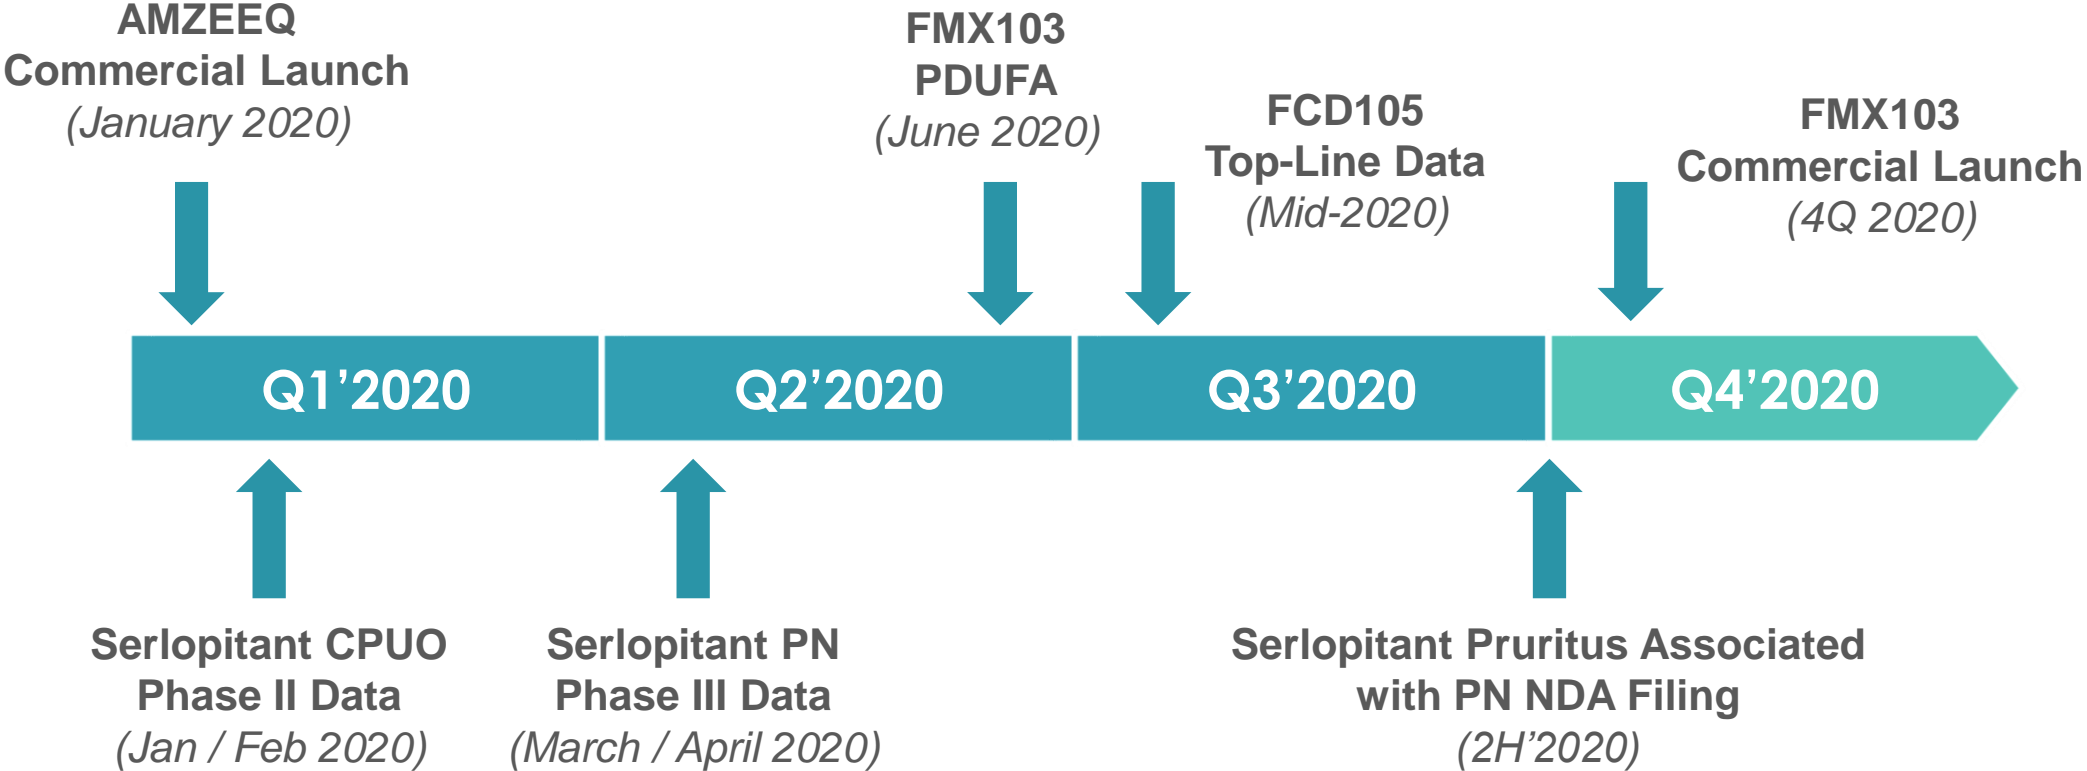 AMZEEQ
Commercial Launch
(January 2020)
FMX103
PDUFA
(June 2020)
FCD105
Top-Line Data
(Mid-2020)
FMX103
Commercial Launch
(4Q 2020)
Q1’2020
Q2’2020
Q3’2020
Q4’2020
Serlopitant CPUO
Phase II Data
(Jan / Feb 2020)
Serlopitant PN
Phase III Data
(March / April 2020)
Serlopitant Pruritus Associated
with PN NDA Filing
(2H’2020)